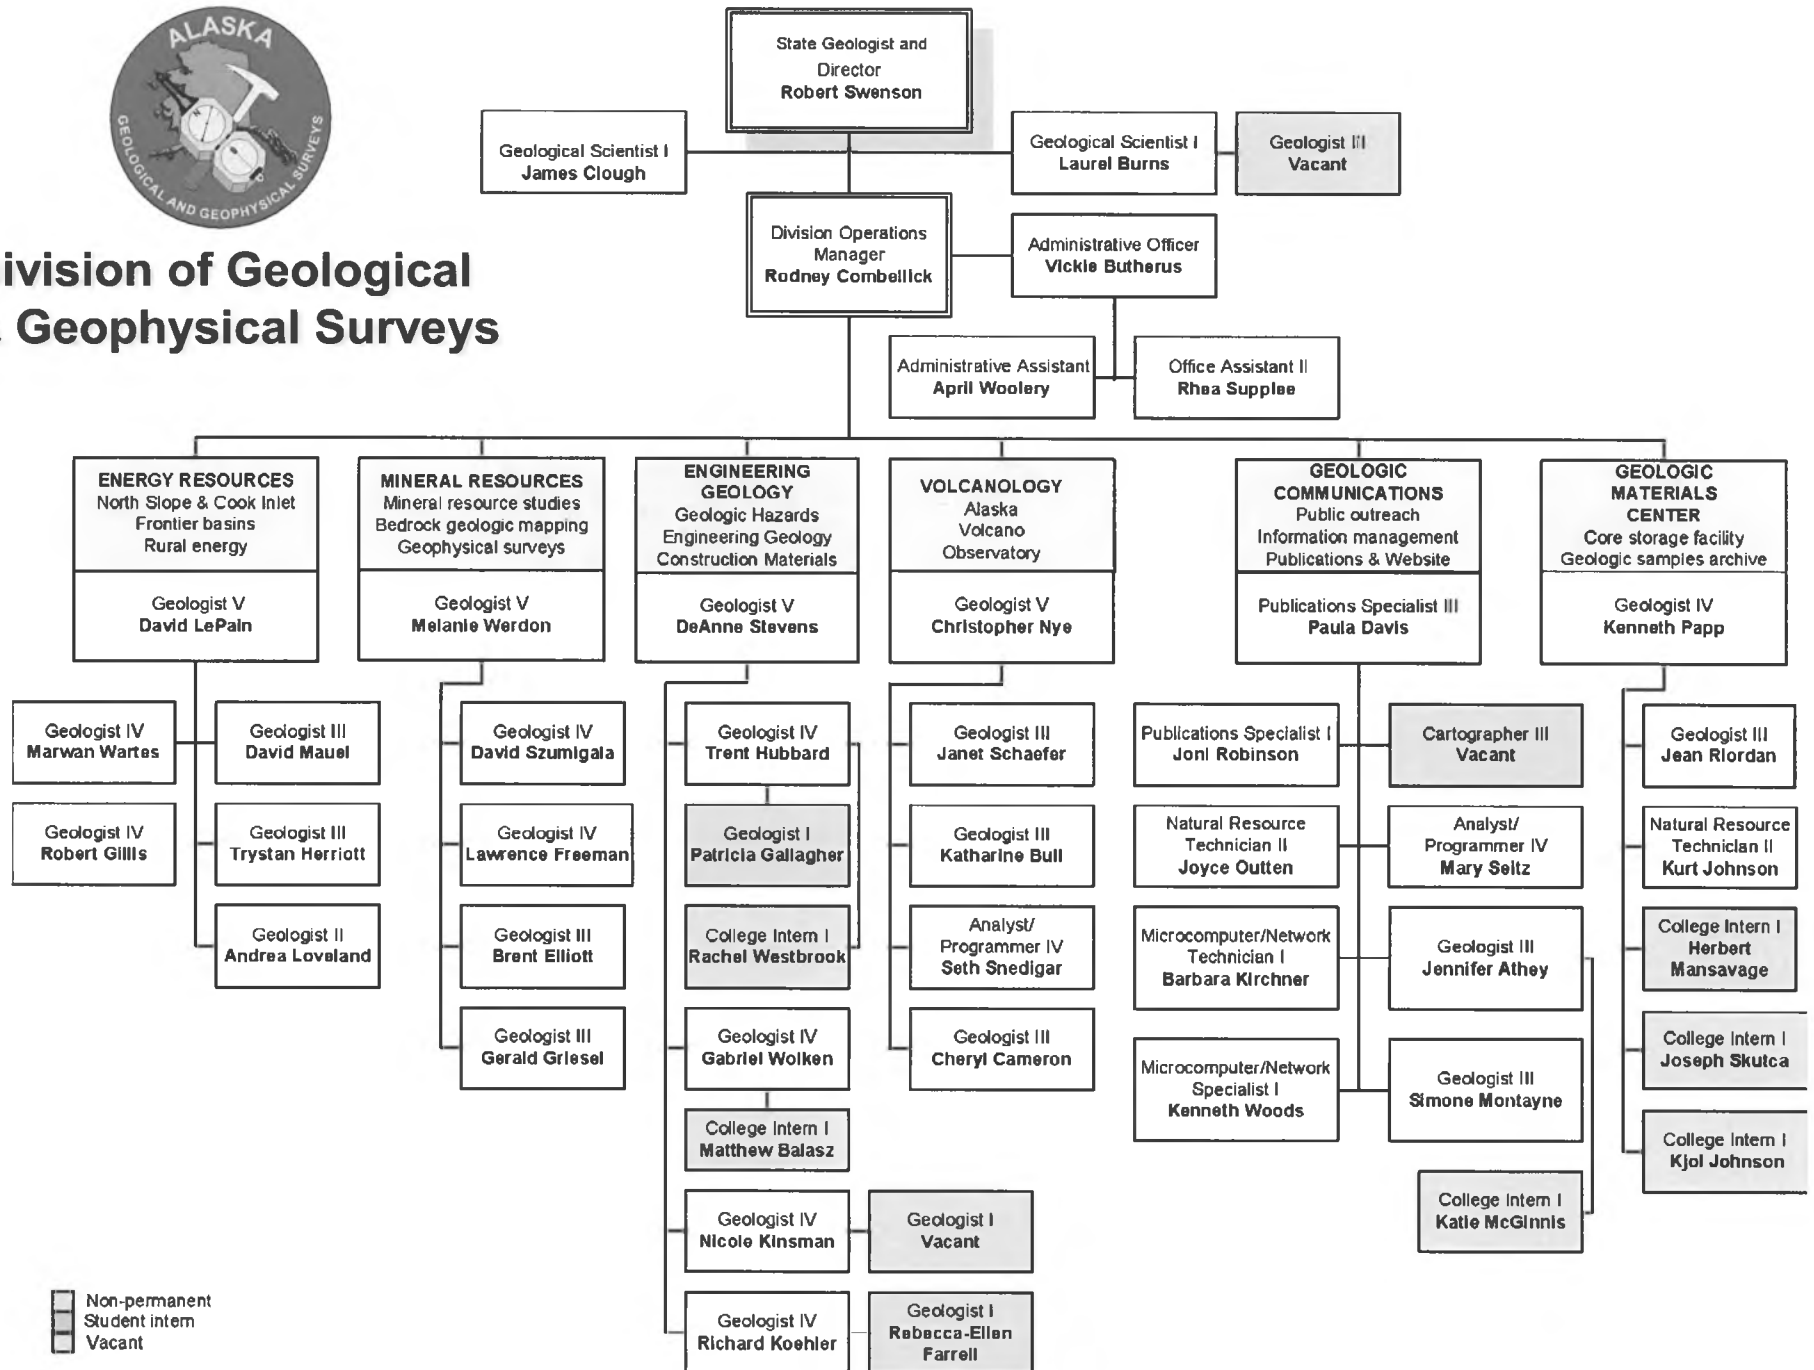 ALASKA
GEOLOGICAL AND GEOPHYSICAL SURVEYS
ivision of Geological
Geophysical Surveys
State Geologist and
Director
Robert Swenson
Geological Scientist I
James Clough
Geological Scientist I
Laurel Burns
Geologist III
Vacant
Division Operations
Manager
Rodney Combellick
Administrative Officer
Vickie Butherus
Administrative Assistant
April Woolery
Office Assistant II
Rhea Supplee
ENERGY RESOURCES
North Slope & Cook Inlet
Frontier basins
Rural energy
Geologist V
David LePain
MINERAL RESOURCES
Mineral resource studies
Bedrock geologic mapping
Geophysical surveys
Geologist V
Melanie Werdon
ENGINEERING
GEOLOGY
Geologic Hazards
Engineering Geology
Construction Materials
Geologist V
DeAnne Stevens
VOLCANOLOGY
Alaska
Volcano
Observatory
Geologist V
Christopher Nye
GEOLOGIC
COMMUNICATIONS
Public outreach
Information management
Publications & Website
Publications Specialist III
Paula Davis
GEOLOGIC
MATERIALS
CENTER
Core storage facility
Geologic samples archive
Geologist IV
Kenneth Papp
Geologist IV
Marwan Wartes
Geologist III
David Mauel
Geologist IV
Robert Gillis
Geologist III
Trystan Herriott
Geologist II
Andrea Loveland
Geologist IV
David Szumigala
Geologist IV
Lawrence Freeman
Geologist III
Brent Elliott
Geologist III
Gerald Griesel
Geologist IV
Trent Hubbard
Geologist I
Patricia Gallagher
College Intern I
Rachel Westbrook
Geologist IV
Gabriel Wolken
College Intern I
Matthew Balasz
Geologist IV
Nicole Kinsman
Geologist I
Vacant
Geologist IV
Richard Koehler
Geologist I
Rebecca-Ellen
Farrell
Geologist III
Janet Schaefer
Geologist III
Katharine Bull
Analyst/
Programmer IV
Seth Snedigar
Geologist III
Cheryl Cameron
Publications Specialist I
Joni Robinson
Cartographer III
Vacant
Natural Resource
Technician II
Joyce Outten
Analyst/
Programmer IV
Mary Seitz
Microcomputer/Network
Technician I
Barbara Kirchner
Geologist III
Jennifer Athey
Microcomputer/Network
Specialist I
Kenneth Woods
Geologist III
Simone Montayne
College Intern I
Katie McGinnis
Geologist III
Jean Riordan
Natural Resource
Technician II
Kurt Johnson
College Intern I
Herbert
Mansavage
College Intern I
Joseph Skutca
College Intern I
Kjol Johnson
Non-permanent
Student intern
Vacant